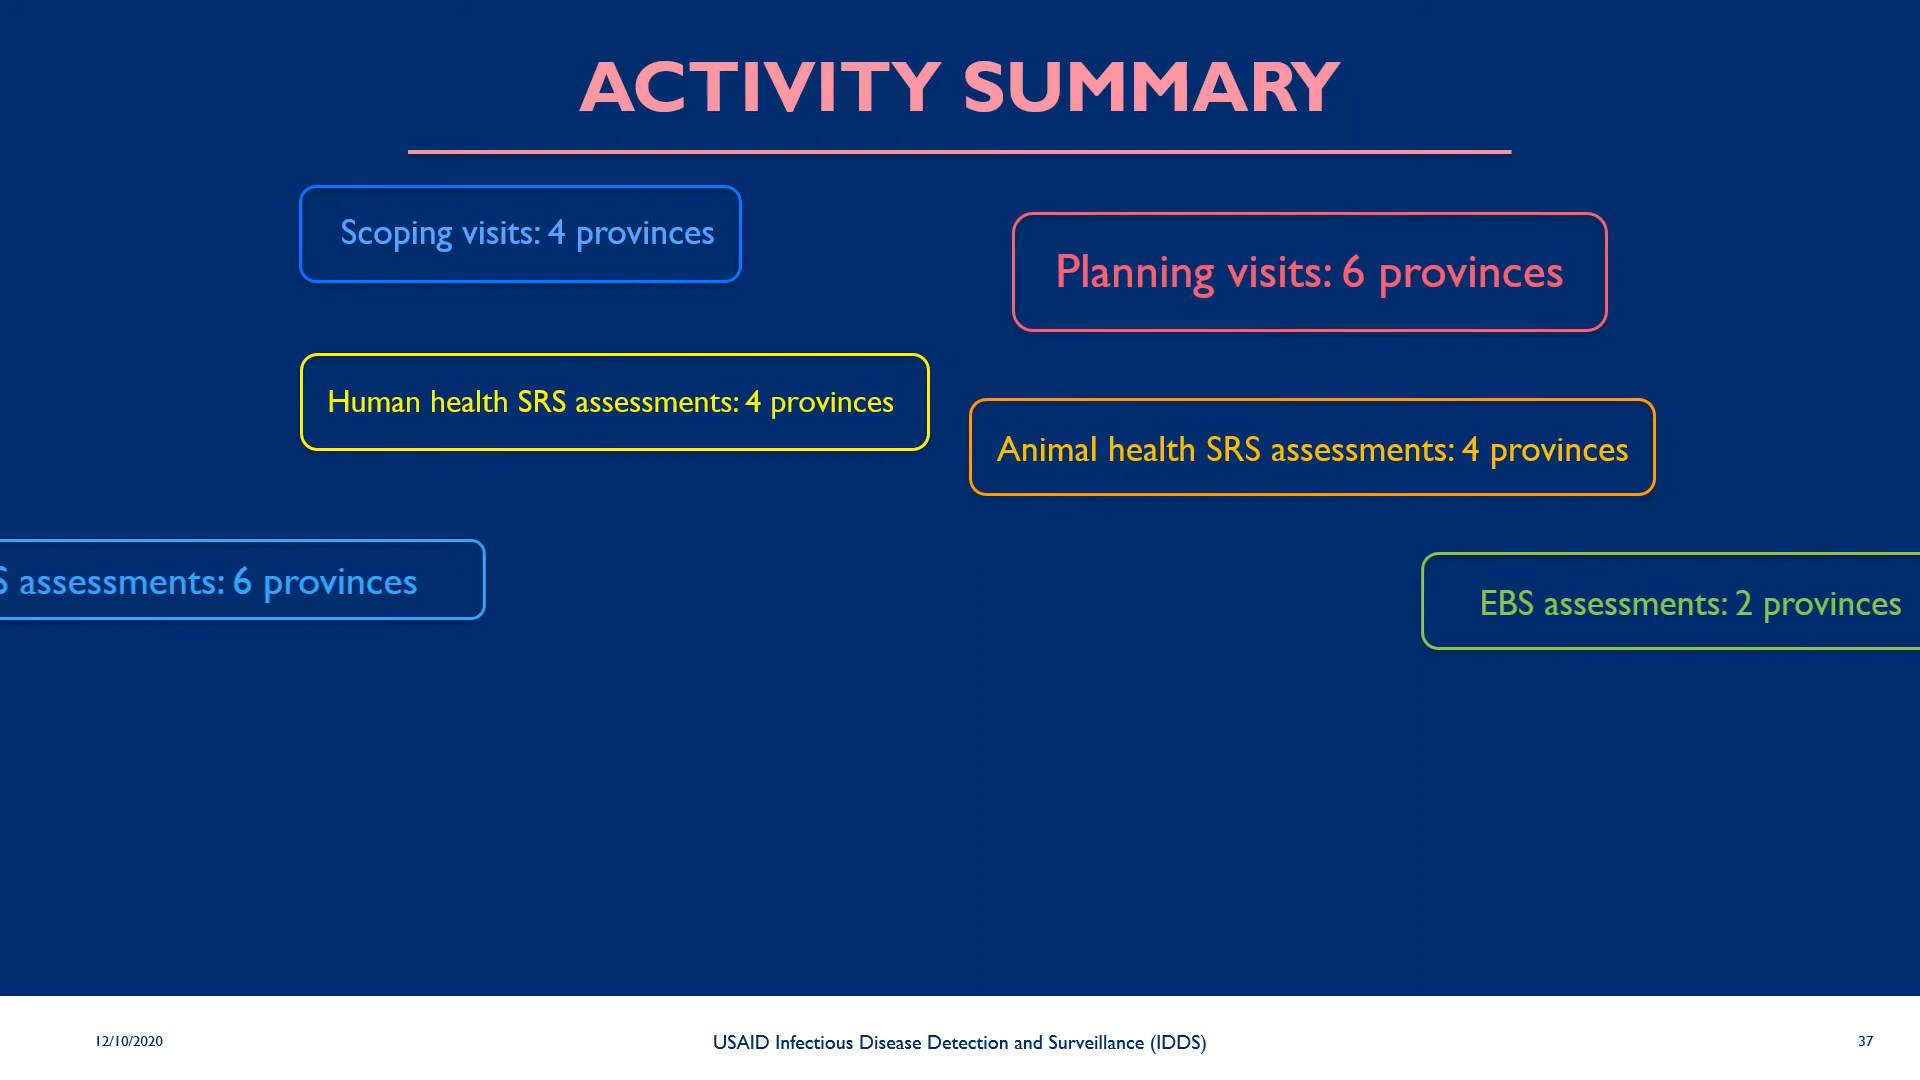 ACTIVITY SUMMARY
Scoping visits: 4 provinces
Planning visits: 6 provinces
Human health SRS assessments: 4 provinces
Animal health SRS assessments: 4 provinces
assessments: 6 provinces
EBS assessments: 2 provinces
12/10/2020
USAID Infectious Disease Detection and Surveillance (IDDS)
37